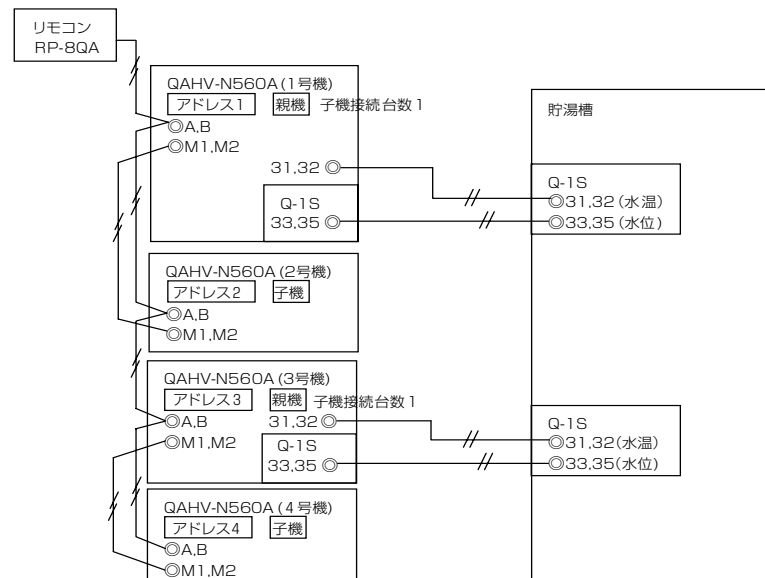 リモコン
RP-8QA
QAHV-N560A(1号機)
アドレス1 親機 子機接続台数1
◎A,B
◎M1,M2
31,32◎
Q-1S
33,35◎
貯湯槽
Q-1S
◎31,32(水温)
◎33,35(水位)
QAHV-N560A(2号機)
アドレス2 子機
◎A,B
◎M1,M2
QAHV-N560A(3号機)
アドレス3 親機 子機接続台数1
◎A,B 31,32◎
◎M1,M2 Q-1S
33,35◎
Q-1S
◎31,32(水温)
◎33,35(水位)
QAHV-N560A(4号機)
アドレス4 子機
◎A,B
◎M1,M2